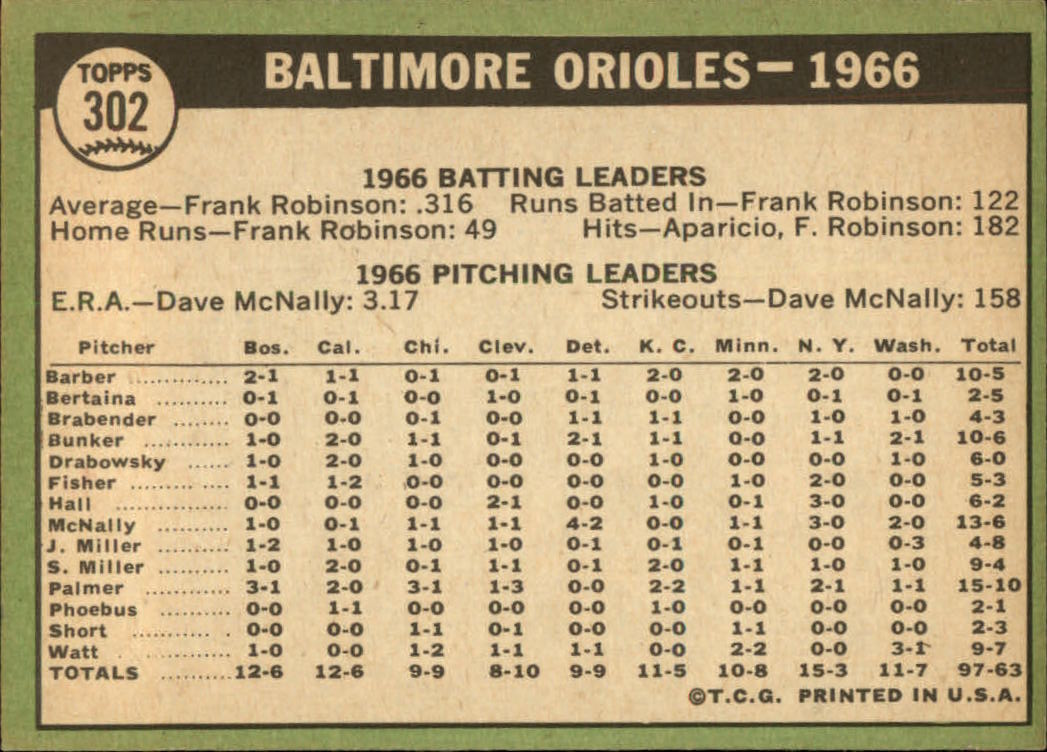 TOPPS
302
BALTIMORE ORIOLES—1966
1966 BATTING LEADERS
Average—Frank Robinson: .316 Runs Batted In—Frank Robinson: 122
Home Runs—Frank Robinson: 49 Hits—Aparicio, F. Robinson: 182
1966 PITCHING LEADERS
E.R.A.—Dave McNally: 3.17 Strikeouts—Dave McNally: 158
Pitcher Bos. Cal. Chi. Clev. Det. K. C. Minn. N. Y. Wash. Total
Barber ............. 2-1 1-1 0-1 0-1 1-1 2-0 2-0 2-0 0-0 10-5
Bertaina .......... 0-1 0-1 0-0 1-0 0-1 0-0 1-0 0-1 0-1 2-5
Brabender ........ 0-0 0-0 0-1 0-0 1-1 1-1 0-0 1-0 1-0 4-3
Bunker ............ 1-0 2-0 1-1 0-1 2-1 1-1 0-0 1-1 2-1 10-6
Drabowsky ...... 1-0 2-0 1-0 0-0 0-0 1-0 0-0 0-0 1-0 6-0
Fisher ............. 1-1 1-2 0-0 0-0 0-0 0-0 1-0 2-0 0-0 5-3
Hall ................ 0-0 0-0 0-0 2-1 0-0 1-0 0-1 3-0 0-0 6-2
McNally .......... 1-0 0-1 1-1 1-1 4-2 0-0 1-1 3-0 2-0 13-6
J. Miller .......... 1-2 1-0 1-0 1-0 0-1 0-1 0-1 0-0 0-3 4-8
S. Miller .......... 1-0 2-0 0-1 1-1 0-0 2-0 1-1 1-0 1-0 9-4
Palmer ............ 3-1 2-0 3-1 1-3 0-0 2-2 1-1 2-1 1-1 15-10
Phoebus .......... 0-0 1-1 0-0 0-0 0-0 1-0 0-0 0-0 0-0 2-1
Short ............. 0-0 0-0 1-1 0-1 0-0 0-0 1-1 0-0 0-0 2-3
Watt ............... 1-0 0-0 1-2 1-1 1-1 0-0 2-2 0-0 3-1 9-7
TOTALS ........... 12-6 12-6 9-9 8-10 9-9 11-5 10-8 15-3 11-7 97-63
©T.C.G. PRINTED IN U.S.A.